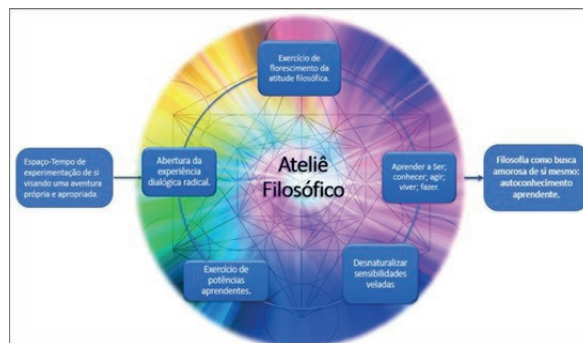 Exercício de
florescimento da
atitude filosófica.
Espaço-Tempo de
experimentação de si
visando uma aventura
própria e apropriada.
Abertura da
experiência
dialógica radical.
Ateliê
Filosófico
Aprender a Ser;
conhecer; agir;
viver; fazer.
Filosofia como busca
amorosa de si mesmo:
autoconhecimento
aprendente.
Exercício de
potências
aprendentes.
Desnaturalizar
sensibilidades
veladas